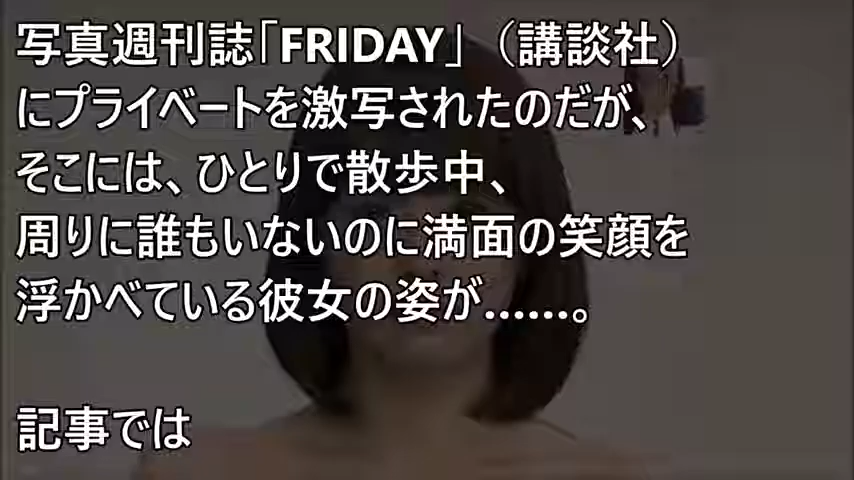 写真週刊誌「FRIDAY」（講談社）
にプライベートを激写されたのだが、
そこには、ひとりで散歩中、
周りに誰もいないのに満面の笑顔を
浮かべている彼女の姿が……。
記事では